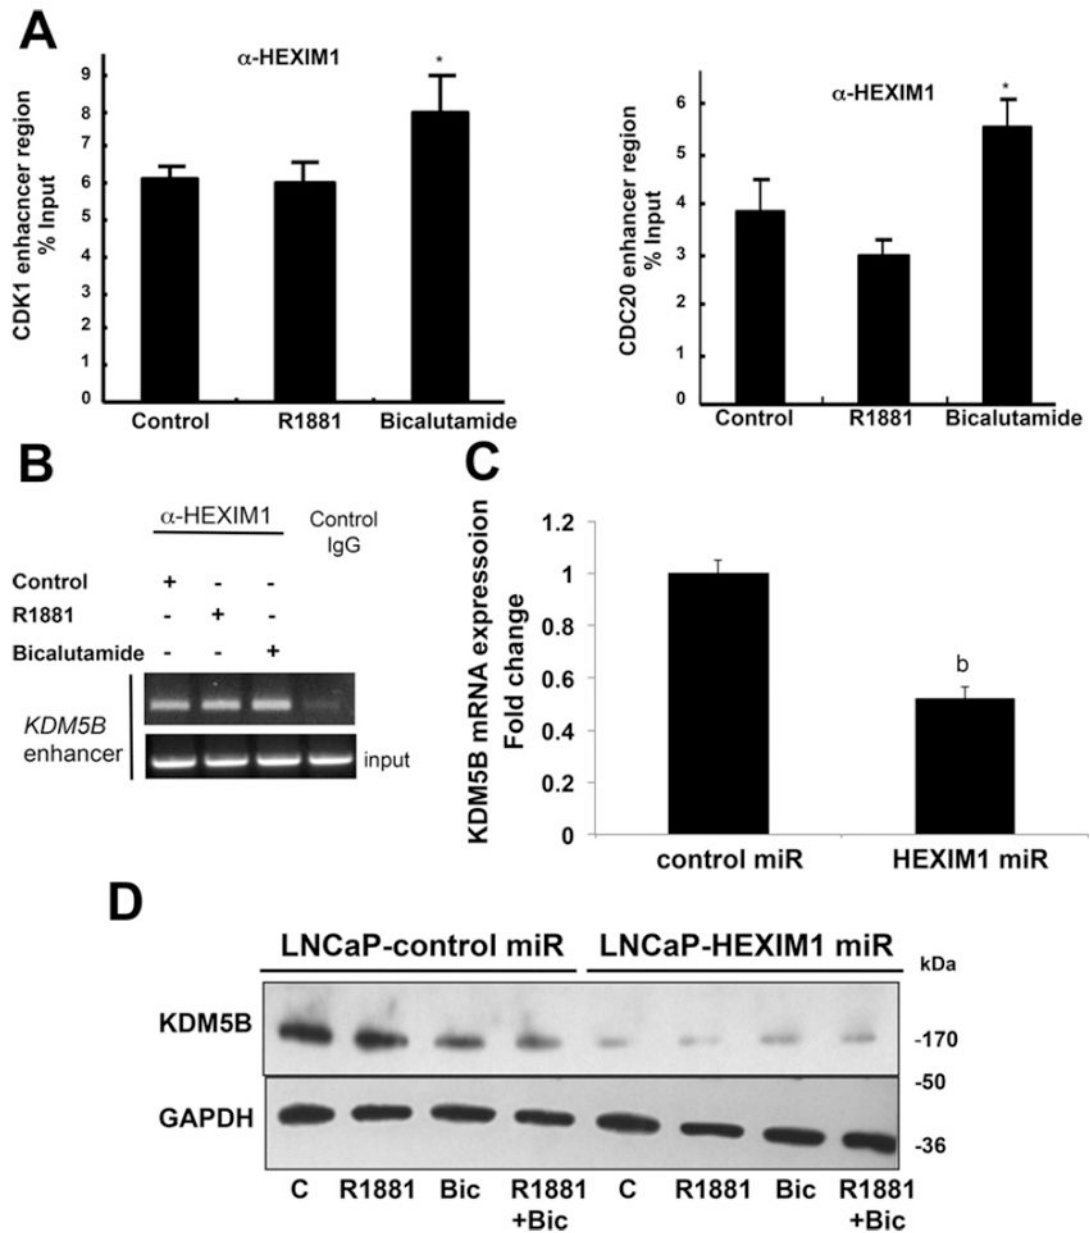 A
α-HEXIM1
*
CDK1 enhacncer region
% Input
9
8
7
6
5
4
3
2
1
0
Control R1881 Bicalutamide
α-HEXIM1
*
CDC20 enhancer region
% Input
6
5
4
3
2
1
0
Control R1881 Bicalutamide
B
α-HEXIM1
Control
IgG
Control + - -
R1881 - + -
Bicalutamide - - +
KDM5B
enhancer
input
C
KDM5B mRNA expressoion
Fold change
1.2
1
0.8
0.6
0.4
0.2
0
b
control miR HEXIM1 miR
D
LNCaP-control miR LNCaP-HEXIM1 miR
kDa
KDM5B
-170
-50
GAPDH
-36
C R1881 Bic R1881 C R1881 Bic R1881
+Bic +Bic